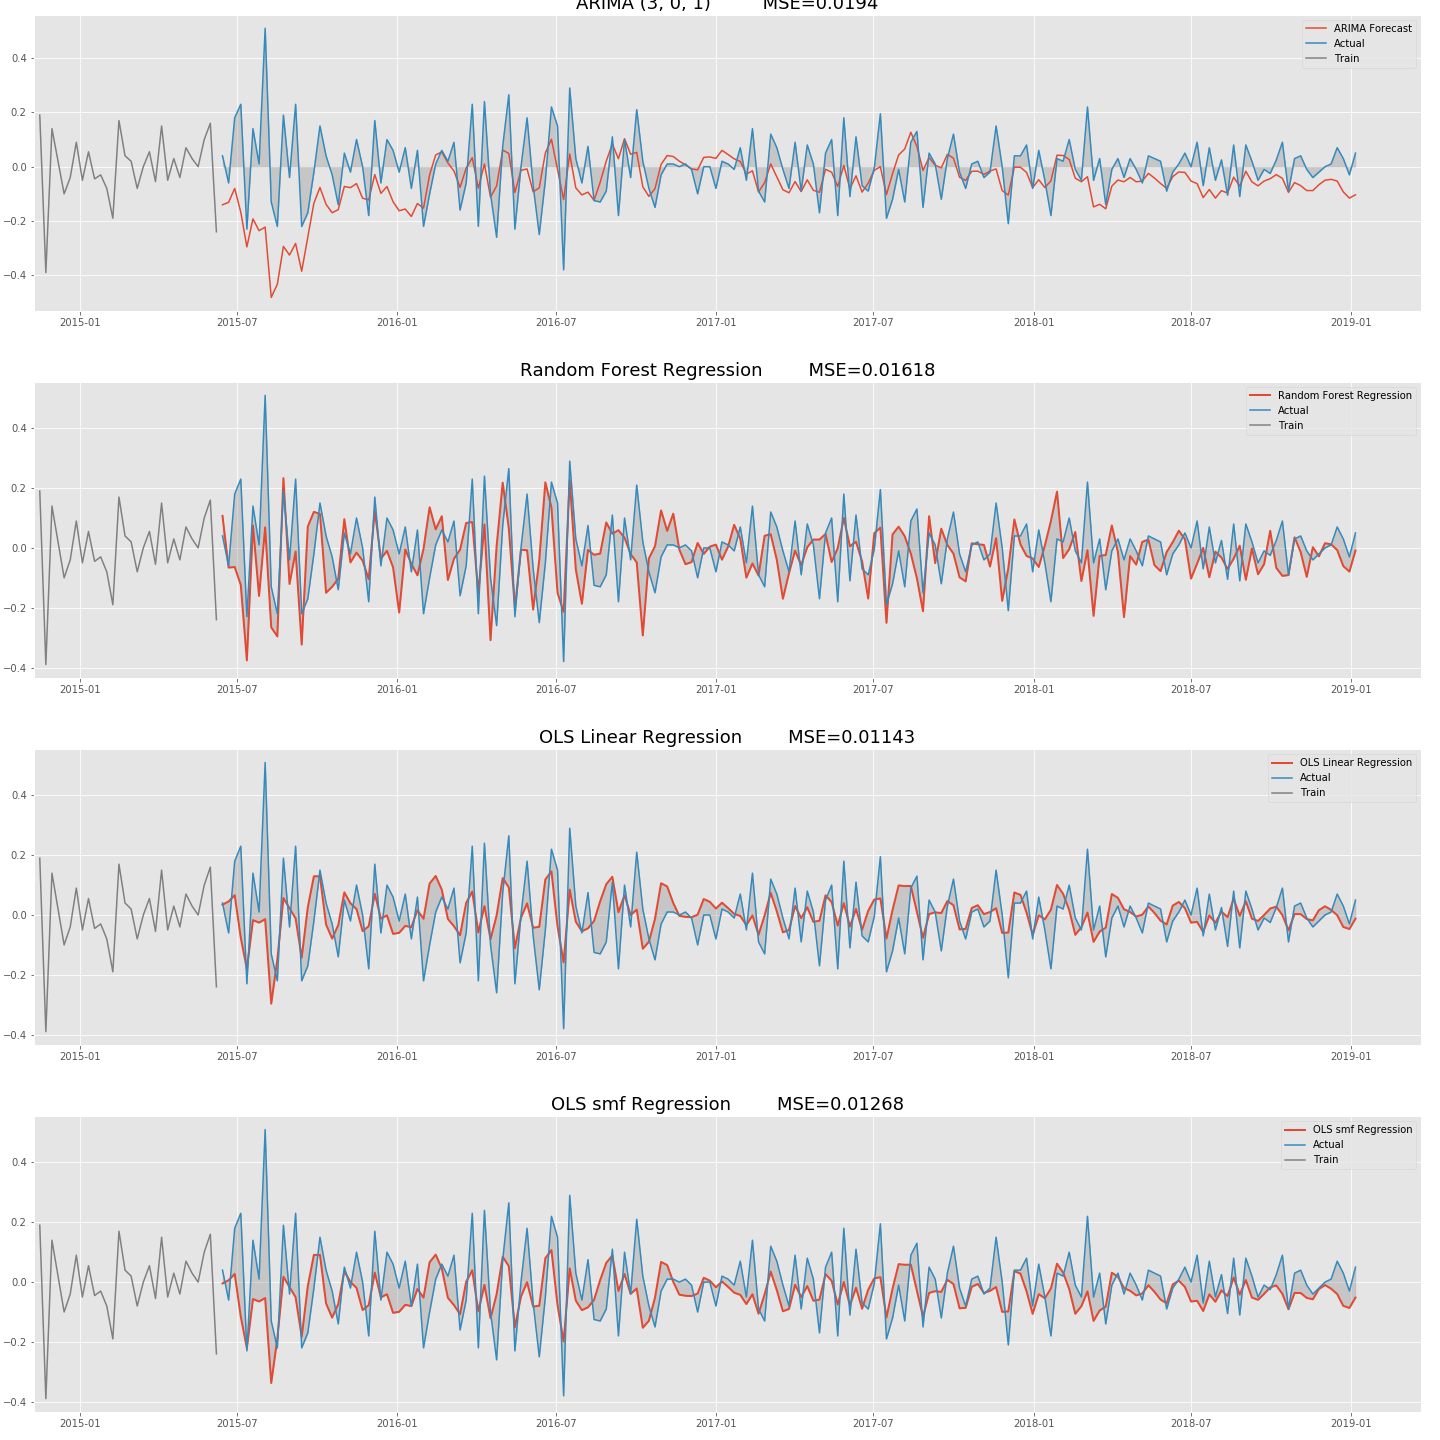 ARIMA (3, 0, 1) MSE=0.0194
ARIMA Forecast
Actual
Train
0.4
0.2
0.0
−0.2
−0.4
2015-01 2015-07 2016-01 2016-07 2017-01 2017-07 2018-01 2018-07 2019-01
Random Forest Regression MSE=0.01618
Random Forest Regression
Actual
Train
0.4
0.2
0.0
−0.2
−0.4
2015-01 2015-07 2016-01 2016-07 2017-01 2017-07 2018-01 2018-07 2019-01
OLS Linear Regression MSE=0.01143
OLS Linear Regression
Actual
Train
0.4
0.2
0.0
−0.2
−0.4
2015-01 2015-07 2016-01 2016-07 2017-01 2017-07 2018-01 2018-07 2019-01
OLS smf Regression MSE=0.01268
OLS smf Regression
Actual
Train
0.4
0.2
0.0
−0.2
−0.4
2015-01 2015-07 2016-01 2016-07 2017-01 2017-07 2018-01 2018-07 2019-01